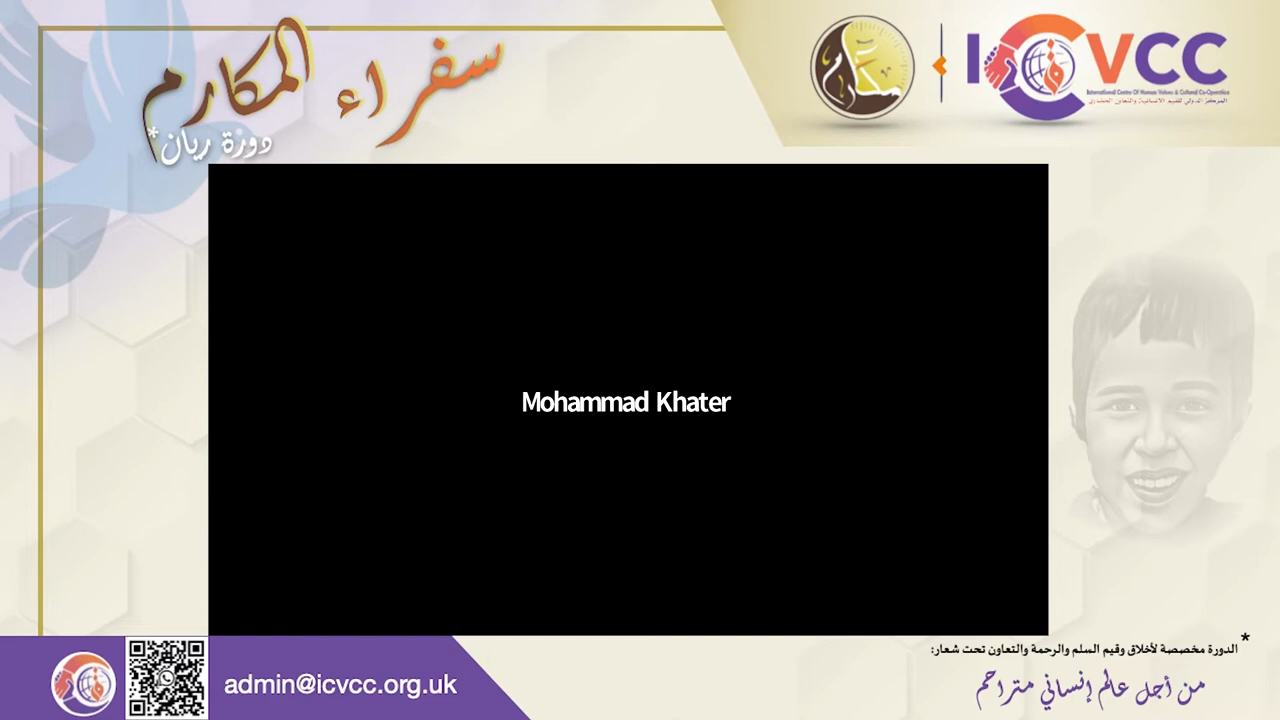 سفراء المكارم
دورة ريان*
مكارم
ICVCC
International Centre Of Human Values & Cultural Co-Operation
المركز الدولي للقيم الإنسانية والتعاون الحضاري
Mohammad Khater
admin@icvcc.org.uk
* الدورة مخصصة لأخلاق وقيم السلم والرحمة والتعاون تحت شعار:
من أجل عالم إنساني متراحم